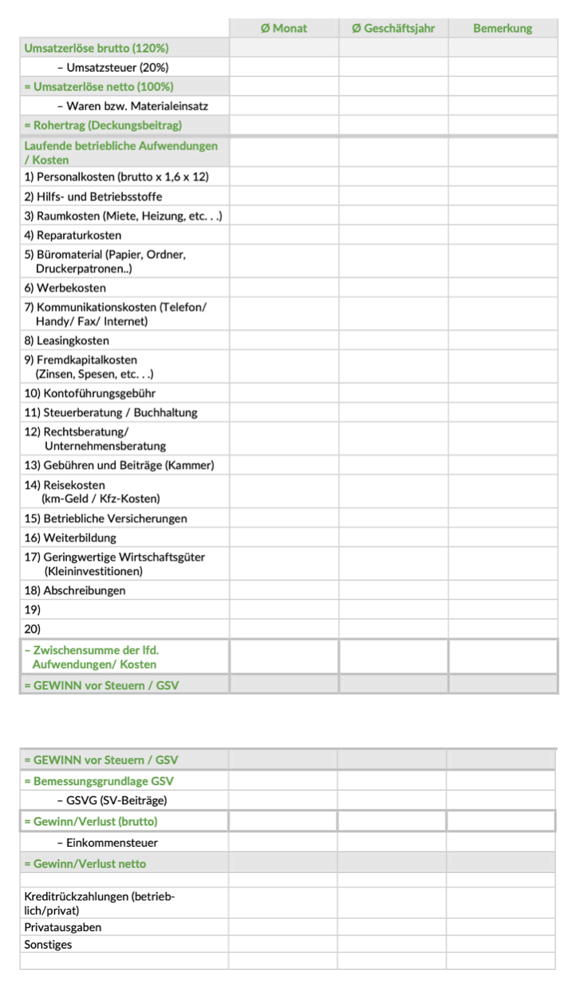 Ø Monat Ø Geschäftsjahr Bemerkung
Umsatzerlöse brutto (120%)
– Umsatzsteuer (20%)
= Umsatzerlöse netto (100%)
– Waren bzw. Materialeinsatz
= Rohertrag (Deckungsbeitrag)
Laufende betriebliche Aufwendungen
/ Kosten
1) Personalkosten (brutto x 1,6 x 12)
2) Hilfs- und Betriebsstoffe
3) Raumkosten (Miete, Heizung, etc. . .)
4) Reparaturkosten
5) Büromaterial (Papier, Ordner,
Druckerpatronen..)
6) Werbekosten
7) Kommunikationskosten (Telefon/
Handy/ Fax/ Internet)
8) Leasingkosten
9) Fremdkapitalkosten
(Zinsen, Spesen, etc. . .)
10) Kontoführungsgebühr
11) Steuerberatung / Buchhaltung
12) Rechtsberatung/
Unternehmensberatung
13) Gebühren und Beiträge (Kammer)
14) Reisekosten
(km-Geld / Kfz-Kosten)
15) Betriebliche Versicherungen
16) Weiterbildung
17) Geringwertige Wirtschaftsgüter
(Kleininvestitionen)
18) Abschreibungen
19)
20)
– Zwischensumme der lfd.
Aufwendungen/ Kosten
= GEWINN vor Steuern / GSV
= GEWINN vor Steuern / GSV
= Bemessungsgrundlage GSV
– GSVG (SV-Beiträge)
= Gewinn/Verlust (brutto)
– Einkommensteuer
= Gewinn/Verlust netto
Kreditrückzahlungen (betrieb-
lich/privat)
Privatausgaben
Sonstiges